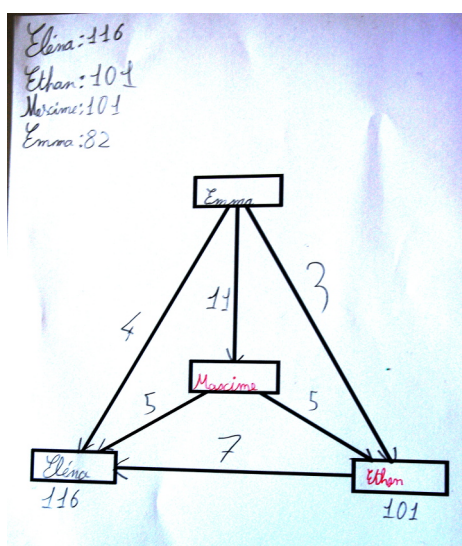 Eléna:116
Ethan:101
Maxime:101
Emma:82
Emma
4
11
3
Maxime
5
5
7
Eléna
Ethan
116
101